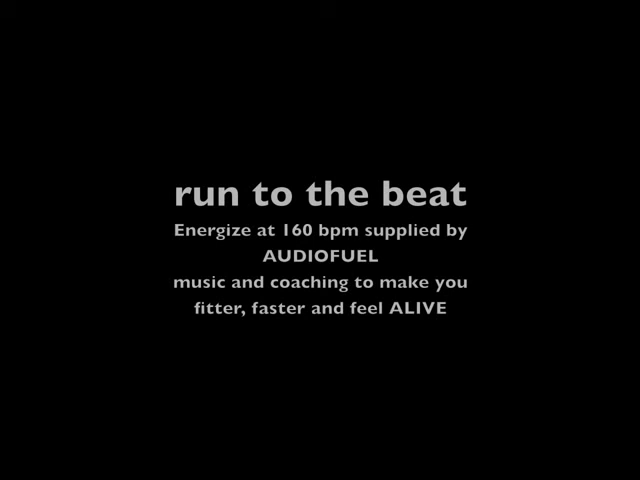 run to the beat
Energize at 160 bpm supplied by
AUDIOFUEL
music and coaching to make you
fitter, faster and feel ALIVE